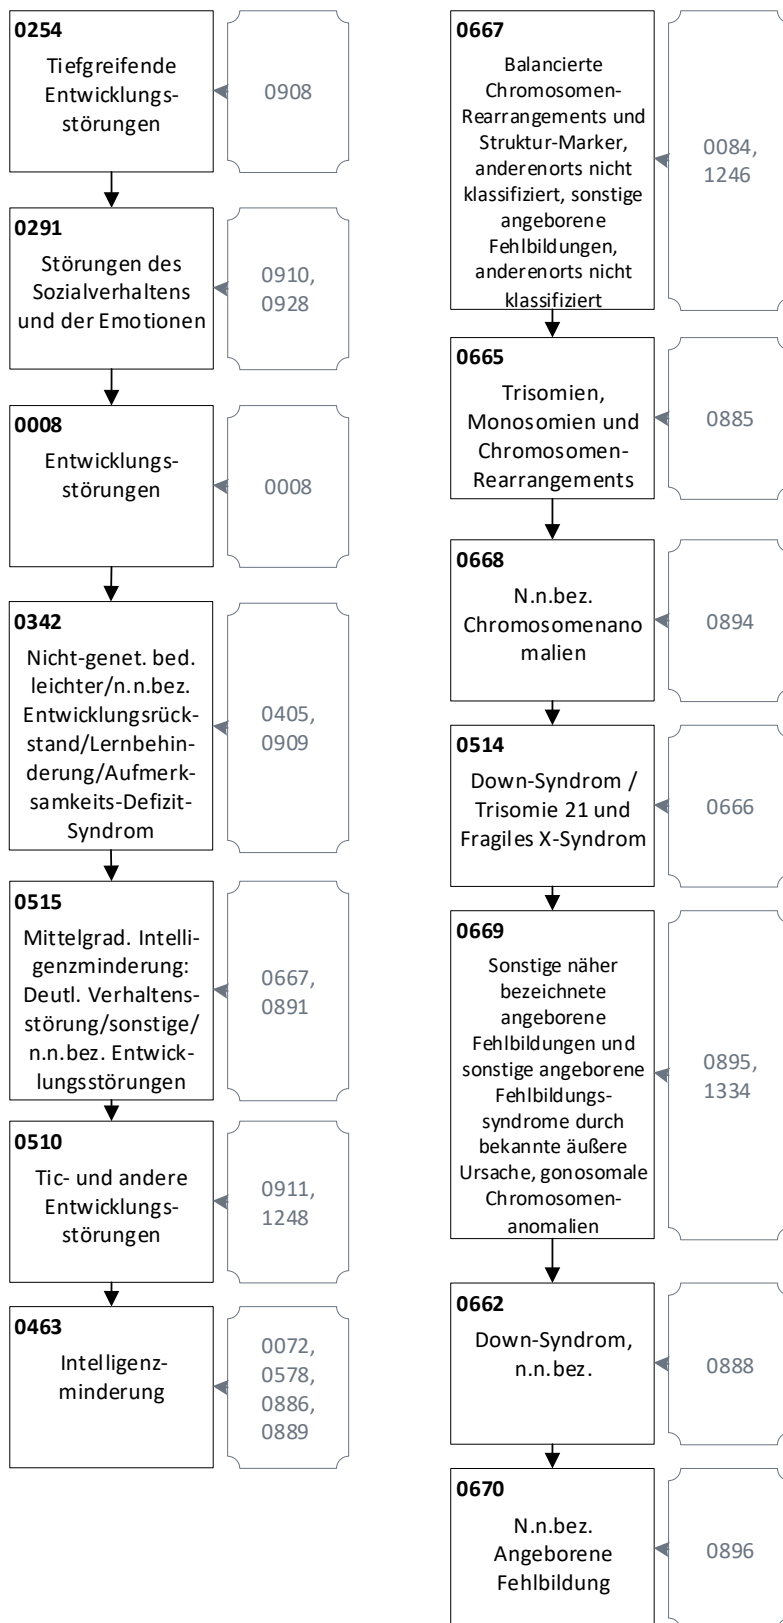 0254
Tiefgreifende
Entwicklungs-
störungen
0908
0291
Störungen des
Sozialverhaltens
und der Emotionen
0910,
0928
0008
Entwicklungs-
störungen
0008
0342
Nicht-genet. bed.
leichter/n.n.bez.
Entwicklungsrück-
stand/Lernbehin-
derung/Aufmerk-
samkeits-Defizit-
Syndrom
0405,
0909
0515
Mittelgrad. Intelli-
genzminderung:
Deutl. Verhaltens-
störung/sonstige/
n.n.bez. Entwick-
lungsstörungen
0667,
0891
0510
Tic- und andere
Entwicklungs-
störungen
0911,
1248
0463
Intelligenz-
minderung
0072,
0578,
0886,
0889
0667
Balancierte
Chromosomen-
Rearrangements und
Struktur-Marker,
anderenorts nicht
klassifiziert, sonstige
angeborene
Fehlbildungen,
anderenorts nicht
klassifiziert
0084,
1246
0665
Trisomien,
Monosomien und
Chromosomen-
Rearrangements
0885
0668
N.n.bez.
Chromosomenano
malien
0894
0514
Down-Syndrom /
Trisomie 21 und
Fragiles X-Syndrom
0666
0669
Sonstige näher
bezeichnete
angeborene
Fehlbildungen und
sonstige angeborene
Fehlbildungs-
syndrome durch
bekannte äußere
Ursache, gonosomale
Chromosomen-
anomalien
0895,
1334
0662
Down-Syndrom,
n.n.bez.
0888
0670
N.n.bez.
Angeborene
Fehlbildung
0896